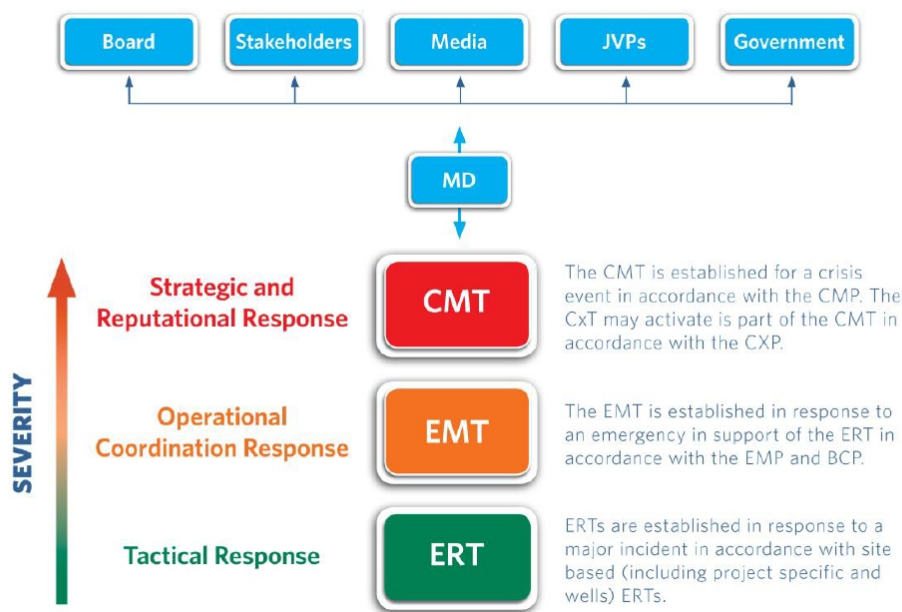 Board
Stakeholders
Media
JVPs
Government
MD
SEVERITY
Strategic and
Reputational Response
CMT
The CMT is established for a crisis
event in accordance with the CMP. The
CxT may activate is part of the CMT in
accordance with the CXP.
Operational
Coordination Response
EMT
The EMT is established in response to
an emergency in support of the ERT in
accordance with the EMP and BCP.
Tactical Response
ERT
ERTs are established in response to a
major incident in accordance with site
based (including project specific and
wells) ERTs.